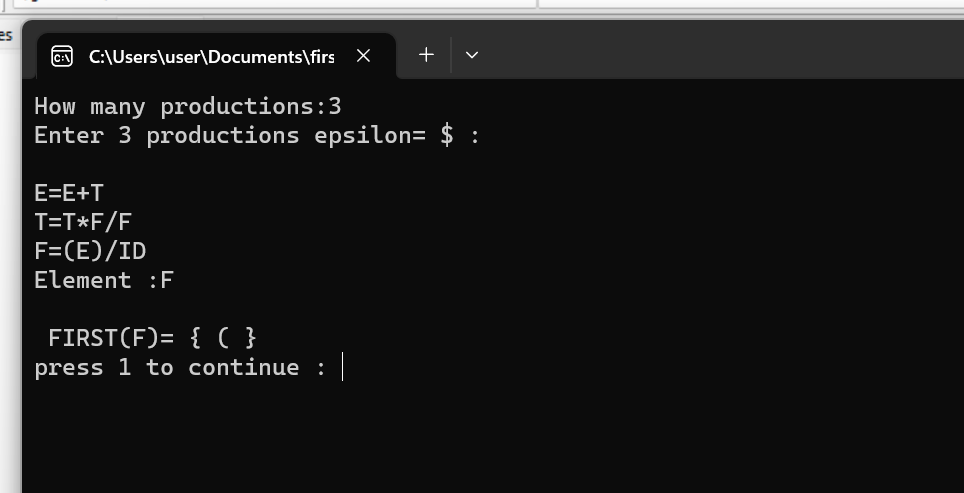 es
C:\Users\user\Documents\firs
How many productions:3
Enter 3 productions epsilon= $ :
E=E+T
T=T*F/F
F=(E)/ID
Element :F
FIRST(F)= { ( }
press 1 to continue :